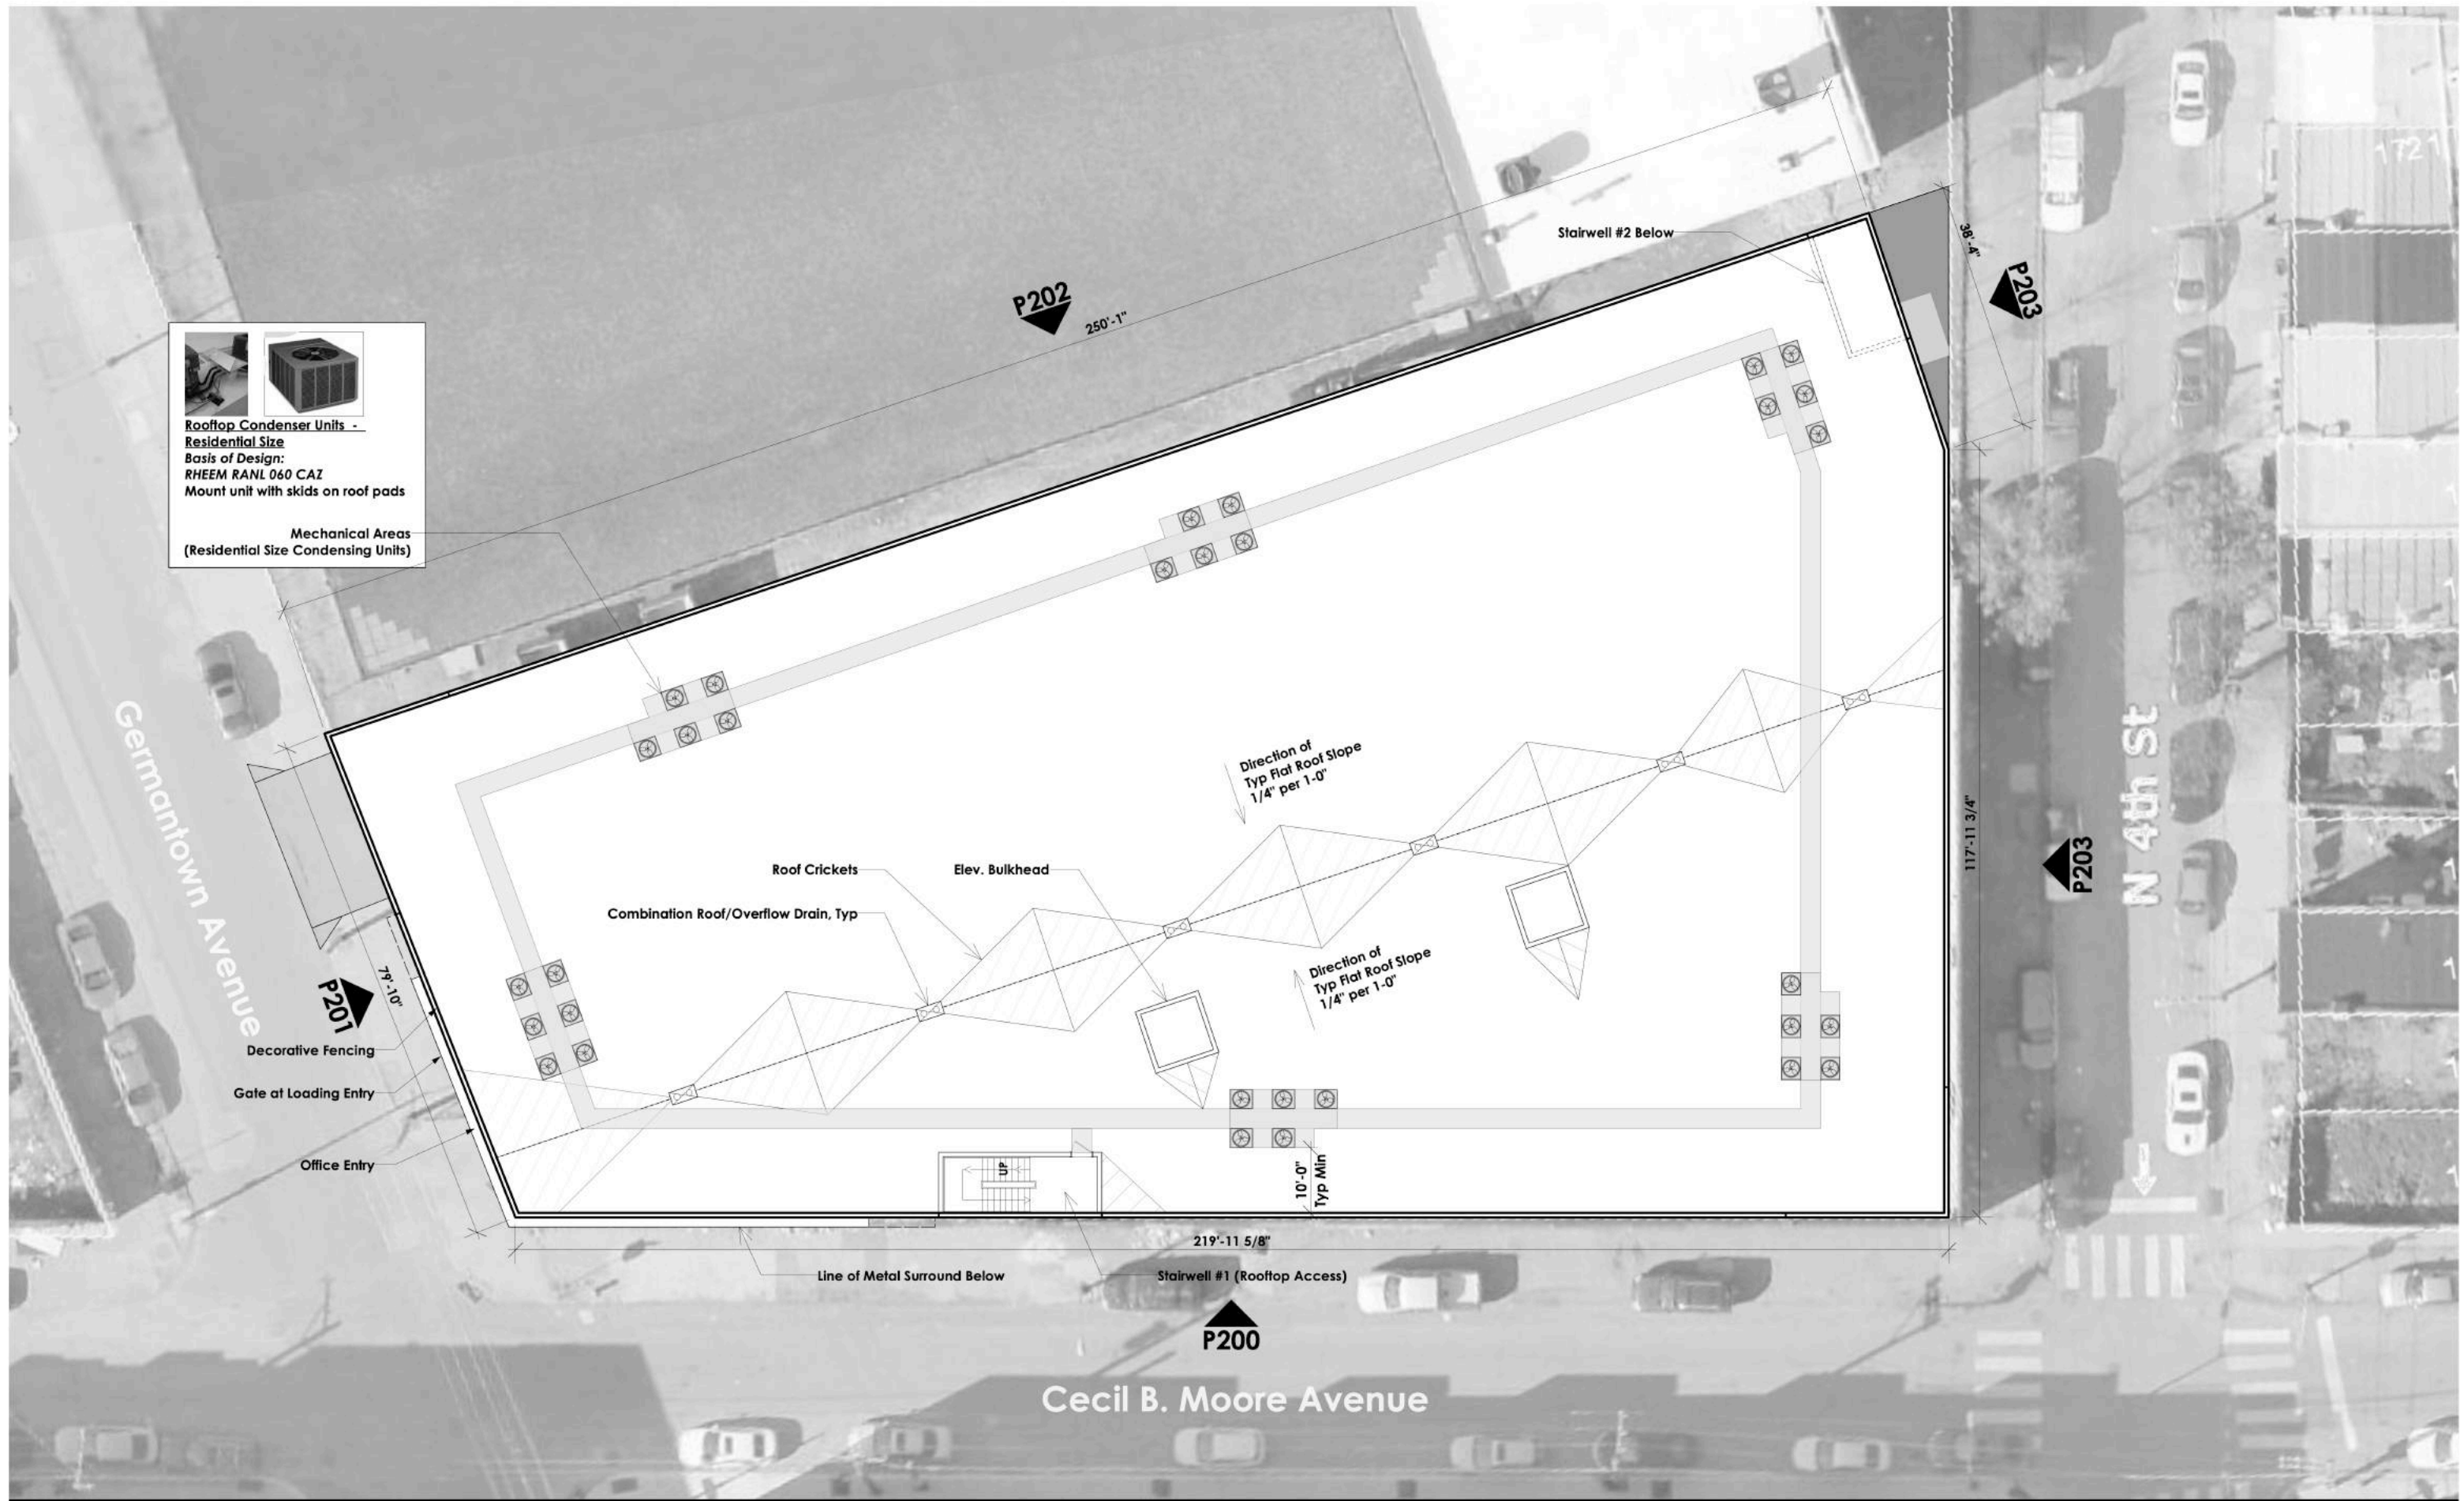 1721
Stairwell #2 Below
38'-4"
P203
P202
250'-1"
Rooftop Condenser Units -
Residential Size
Basis of Design:
RHEEM RANL 060 CAZ
Mount unit with skids on roof pads
Mechanical Areas
(Residential Size Condensing Units)
Germantown Avenue
Direction of
Typ Flat Roof Slope
1/4" per 1-0"
N 4th St
117'-11 3/4"
P203
Roof Crickets
Elev. Bulkhead
Combination Roof/Overflow Drain, Typ
Direction of
Typ Flat Roof Slope
1/4" per 1-0"
79'-10"
P201
Decorative Fencing
Gate at Loading Entry
Office Entry
UP
10'-0"
Typ Min
219'-11 5/8"
Line of Metal Surround Below
Stairwell #1 (Rooftop Access)
P200
Cecil B. Moore Avenue